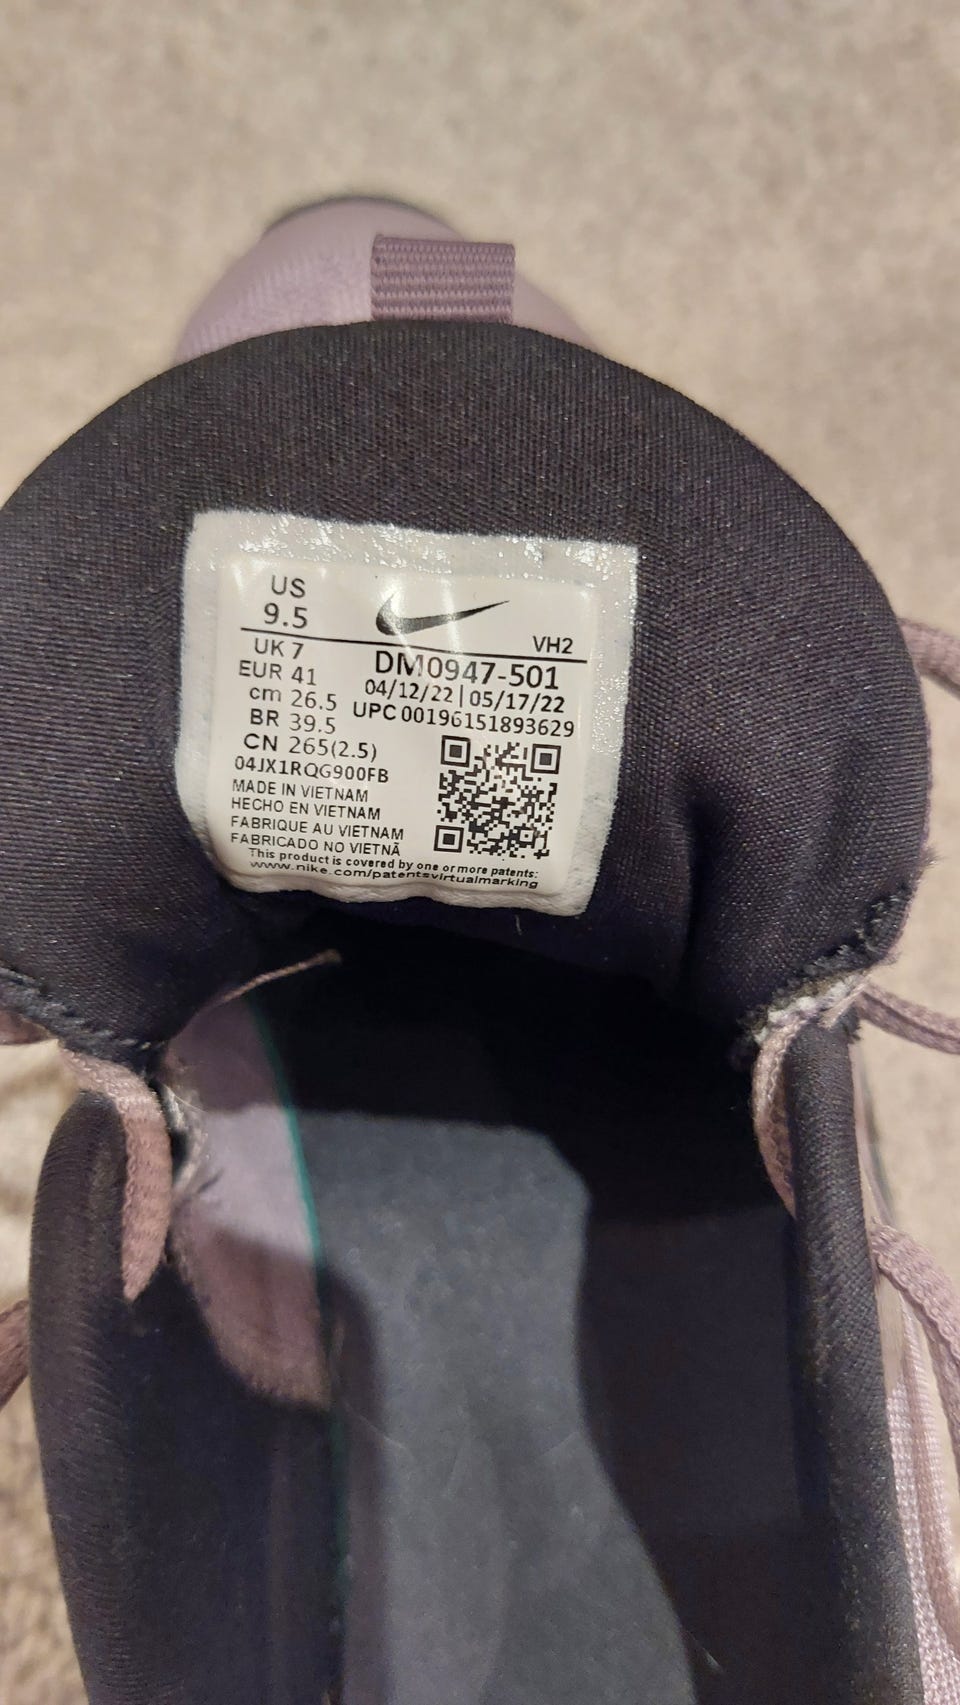 US
9.5
VH2
UK 7
DM0947-501
EUR 41
04/12/22 | 05/17/22
cm 26.5
UPC 00196151893629
BR 39.5
CN 265(2.5)
04JX1RQG900FB
MADE IN VIETNAM
HECHO EN VIETNAM
FABRIQUE AU VIETNAM
FABRICADO NO VIETNÃ
This product is covered by one or more patents:
www.nike.com/patentsvirtualmarking